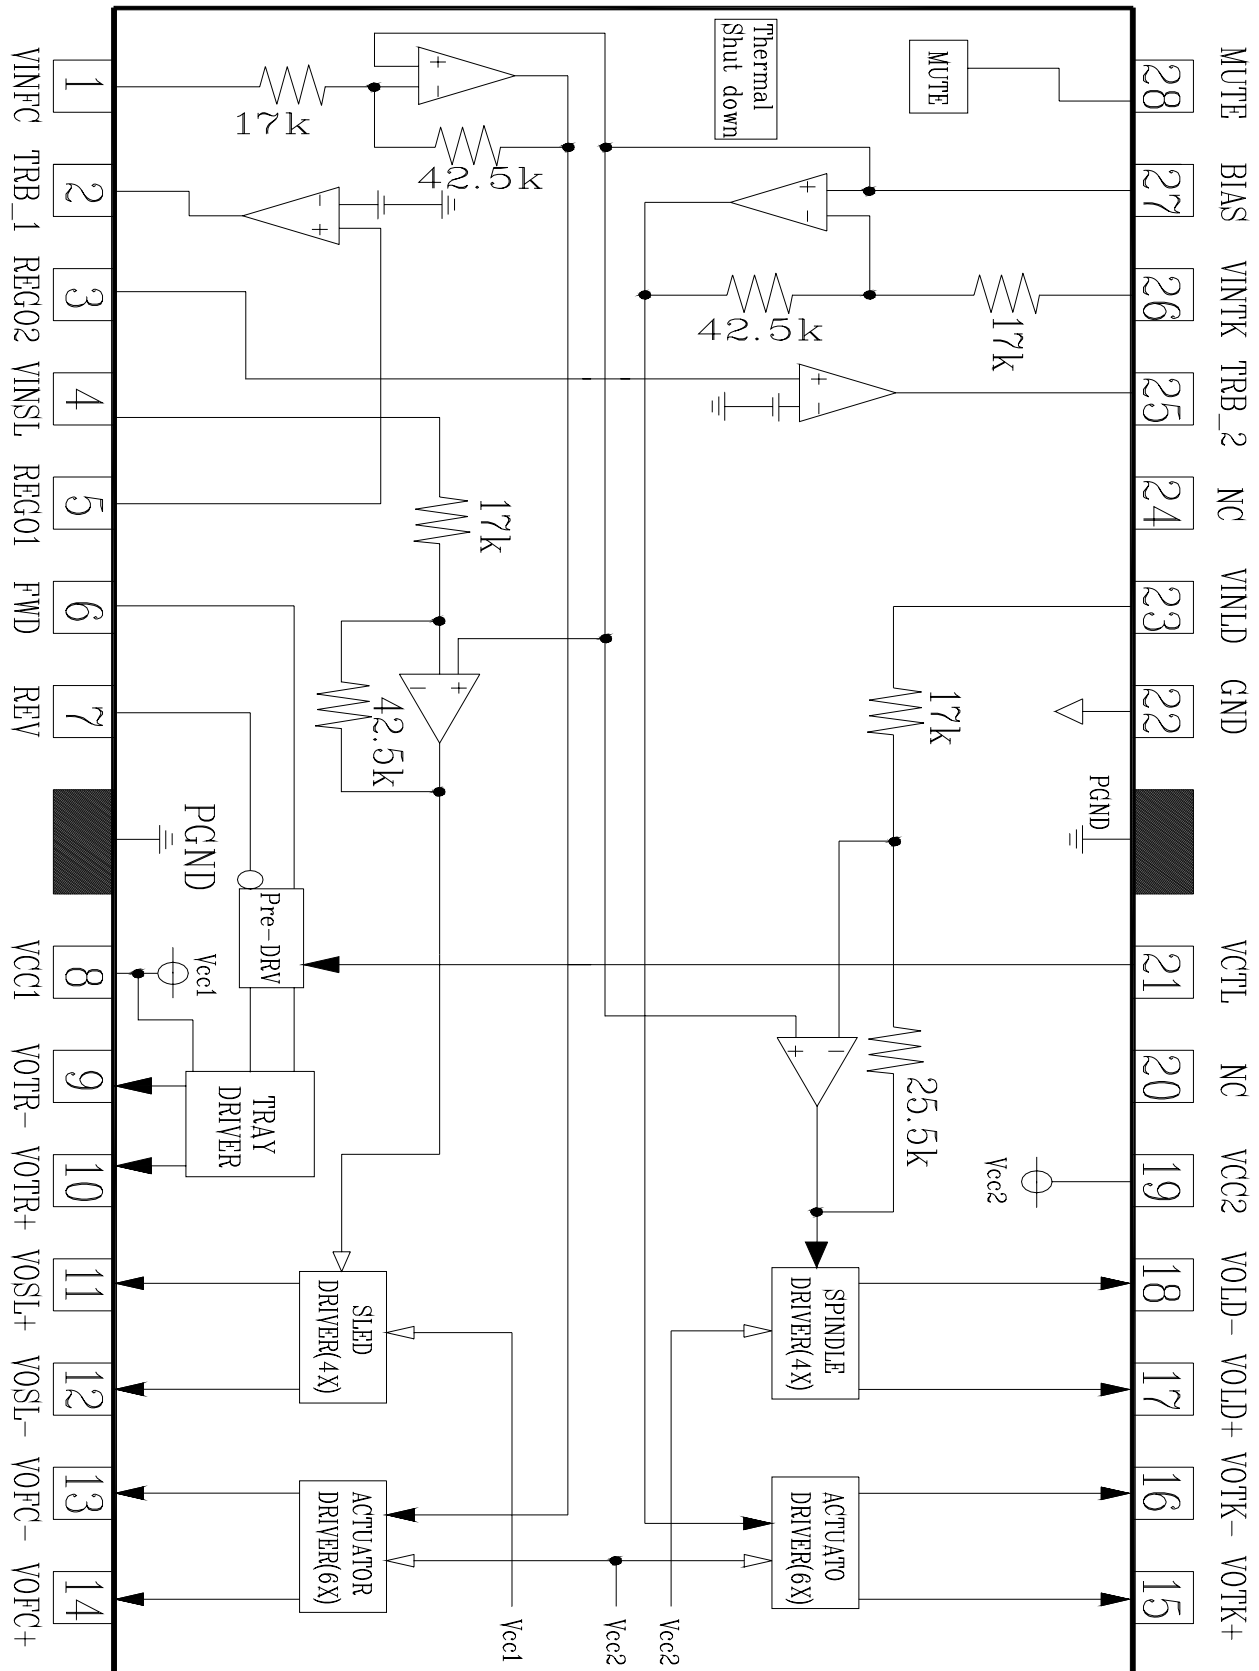 1 VINFC
2 TRB_1
3 REGO2
4 VINSL
5 REGO1
6 FWD
7 REV
8 VCC1
9 VOTR-
10 VOTR+
11 VOSL+
12 VOSL-
13 VOFC-
14 VOFC+
28 MUTE
27 BIAS
26 VINTK
25 TRB_2
24 NC
23 VINLD
22 GND
21 VCTL
20 NC
19 VCC2
18 VOLD-
17 VOLD+
16 VOTK-
15 VOTK+
Thermal
Shut down
MUTE
17k
42.5k
+
-
-
+
+
-
42.5k
17k
+
-
17k
-
+
42.5k
17k
PGND
PGND
Pre-DRV
Vcc1
+
-
25.5k
TRAY
DRIVER
Vcc2
SLED
DRIVER(4X)
SPINDLE
DRIVER(4X)
ACTUATOR
DRIVER(6X)
ACTUATO
DRIVER(6X)
Vcc1
Vcc2
Vcc2